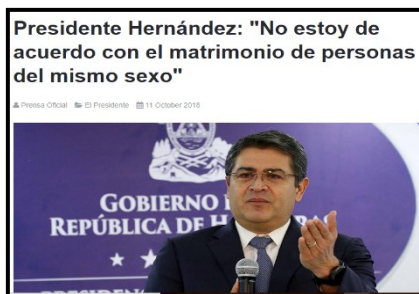 Presidente Hernández: "No estoy de
acuerdo con el matrimonio de personas
del mismo sexo"
Prensa Oficial El Presidente 11 October 2016
GOBIERNO
REPÚBLICA DE